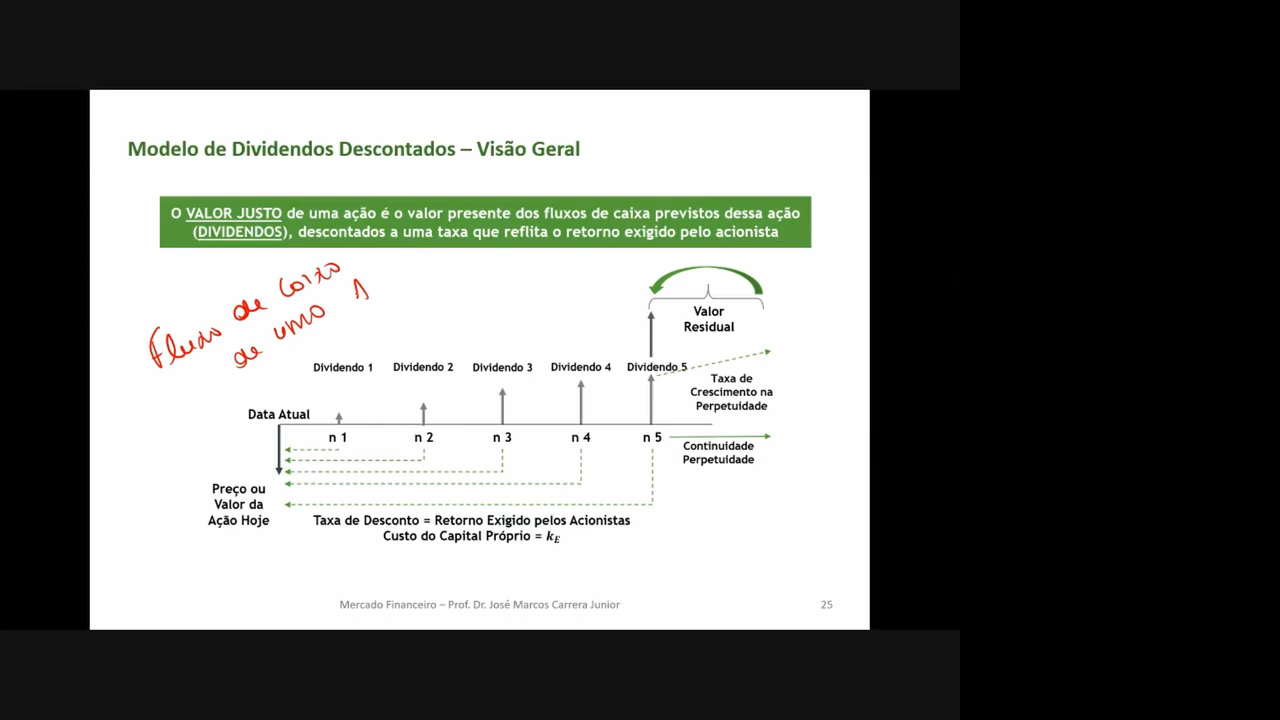 Modelo de Dividendos Descontados – Visão Geral
O VALOR JUSTO de uma ação é o valor presente dos fluxos de caixa previstos dessa ação
(DIVIDENDOS), descontados a uma taxa que reflita o retorno exigido pelo acionista
Fluxo de Caixa
de uma A
Valor
Residual
Dividendo 1 Dividendo 2 Dividendo 3 Dividendo 4 Dividendo 5
Taxa de
Crescimento na
Perpetuidade
Data Atual
n 1 n 2 n 3 n 4 n 5
Continuidade
Perpetuidade
Preço ou
Valor da
Ação Hoje
Taxa de Desconto = Retorno Exigido pelos Acionistas
Custo do Capital Próprio = kE
Mercado Financeiro – Prof. Dr. José Marcos Carrera Junior
25